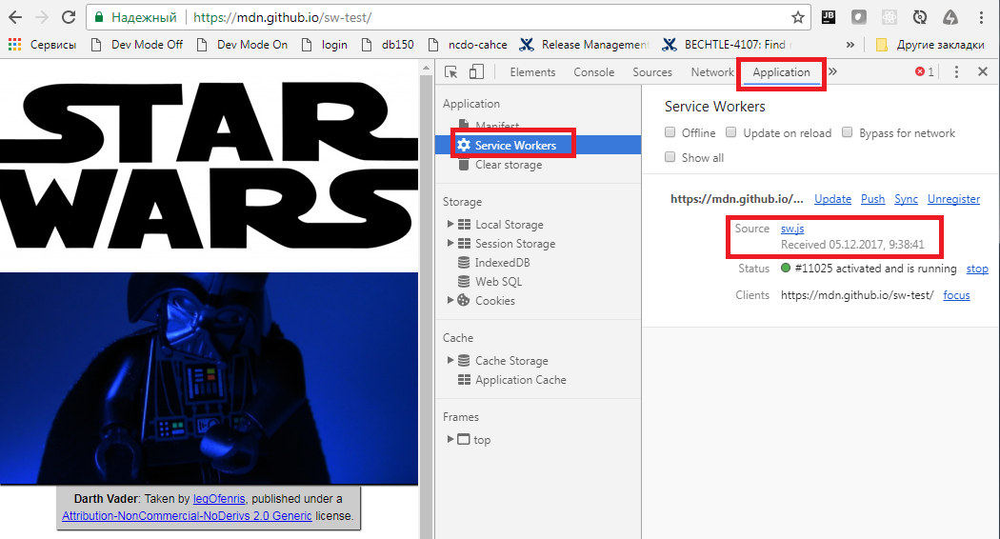 Надежный https://mdn.github.io/sw-test/
Сервисы Dev Mode Off Dev Mode On login db150 ncdo-cahce Release Management BECHTLE-4107: Find » Другие закладки
Elements Console Sources Network Application » 1
STAR
WARS
Darth Vader: Taken by legOfenris, published under a
Attribution-NonCommercial-NoDerivs 2.0 Generic license.
Application
Manifest
Service Workers
Clear storage
Storage
Local Storage
Session Storage
IndexedDB
Web SQL
Cookies
Cache
Cache Storage
Application Cache
Frames
top
Service Workers
Offline Update on reload Bypass for network
Show all
https://mdn.github.io/... Update Push Sync Unregister
Source sw.js
Received 05.12.2017, 9:38:41
Status #11025 activated and is running stop
Clients https://mdn.github.io/sw-test/ focus